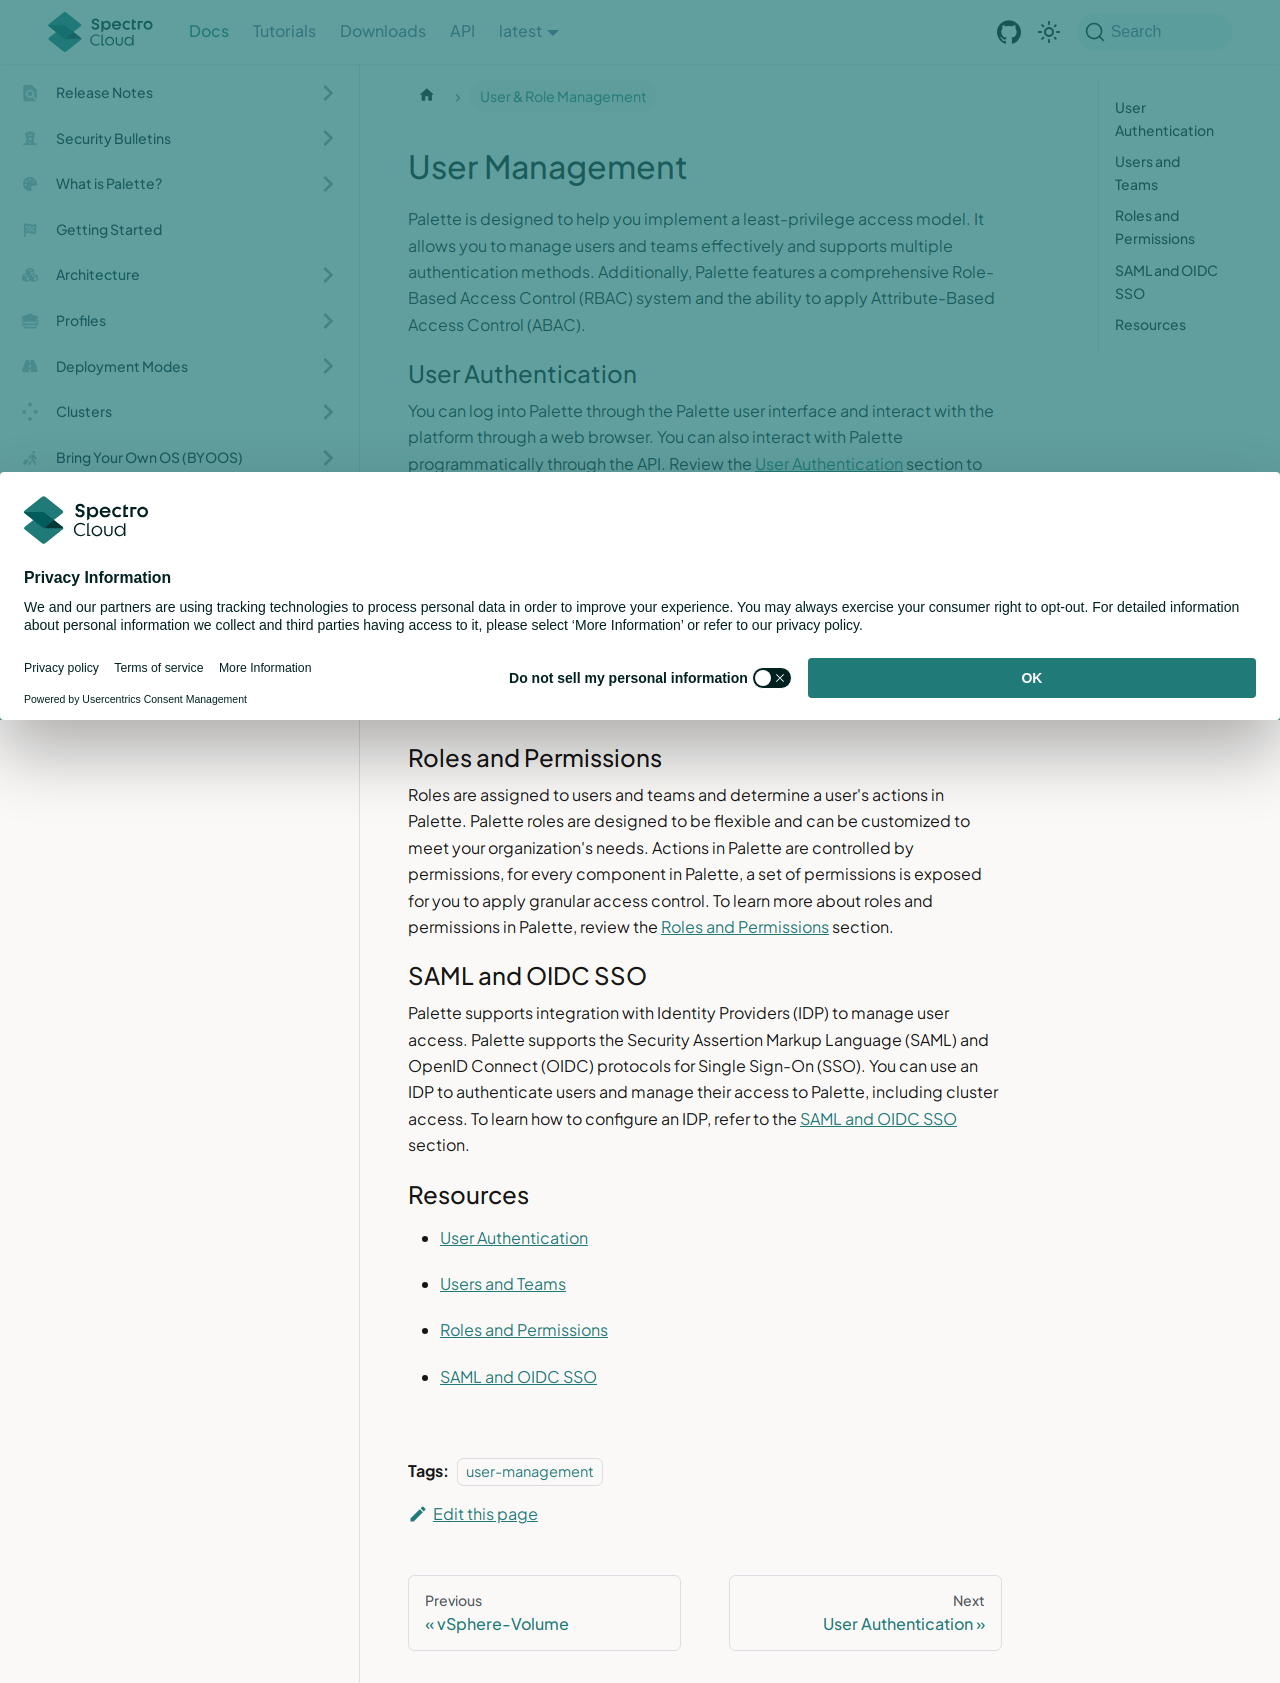 Spectro Cloud
Docs
Tutorials
Downloads
API
latest
Search
Release Notes
Security Bulletins
What is Palette?
Getting Started
Architecture
Profiles
Deployment Modes
Clusters
Bring Your Own OS (BYOOS)
User & Role Management
User Management
Palette is designed to help you implement a least-privilege access model. It
allows you to manage users and teams effectively and supports multiple
authentication methods. Additionally, Palette features a comprehensive Role-
Based Access Control (RBAC) system and the ability to apply Attribute-Based
Access Control (ABAC).
User Authentication
You can log into Palette through the Palette user interface and interact with the
platform through a web browser. You can also interact with Palette
programmatically through the API. Review the User Authentication section to
User
Authentication
Users and
Teams
Roles and
Permissions
SAML and OIDC
SSO
Resources
Spectro
Cloud
Privacy Information
We and our partners are using tracking technologies to process personal data in order to improve your experience. You may always exercise your consumer right to opt-out. For detailed information
about personal information we collect and third parties having access to it, please select ‘More Information’ or refer to our privacy policy.
Privacy policy
Terms of service
More Information
Powered by Usercentrics Consent Management
Do not sell my personal information
OK
Roles and Permissions
Roles are assigned to users and teams and determine a user's actions in
Palette. Palette roles are designed to be flexible and can be customized to
meet your organization's needs. Actions in Palette are controlled by
permissions, for every component in Palette, a set of permissions is exposed
for you to apply granular access control. To learn more about roles and
permissions in Palette, review the Roles and Permissions section.
SAML and OIDC SSO
Palette supports integration with Identity Providers (IDP) to manage user
access. Palette supports the Security Assertion Markup Language (SAML) and
OpenID Connect (OIDC) protocols for Single Sign-On (SSO). You can use an
IDP to authenticate users and manage their access to Palette, including cluster
access. To learn how to configure an IDP, refer to the SAML and OIDC SSO
section.
Resources
User Authentication
Users and Teams
Roles and Permissions
SAML and OIDC SSO
Tags: user-management
Edit this page
Previous
« vSphere-Volume
Next
User Authentication »